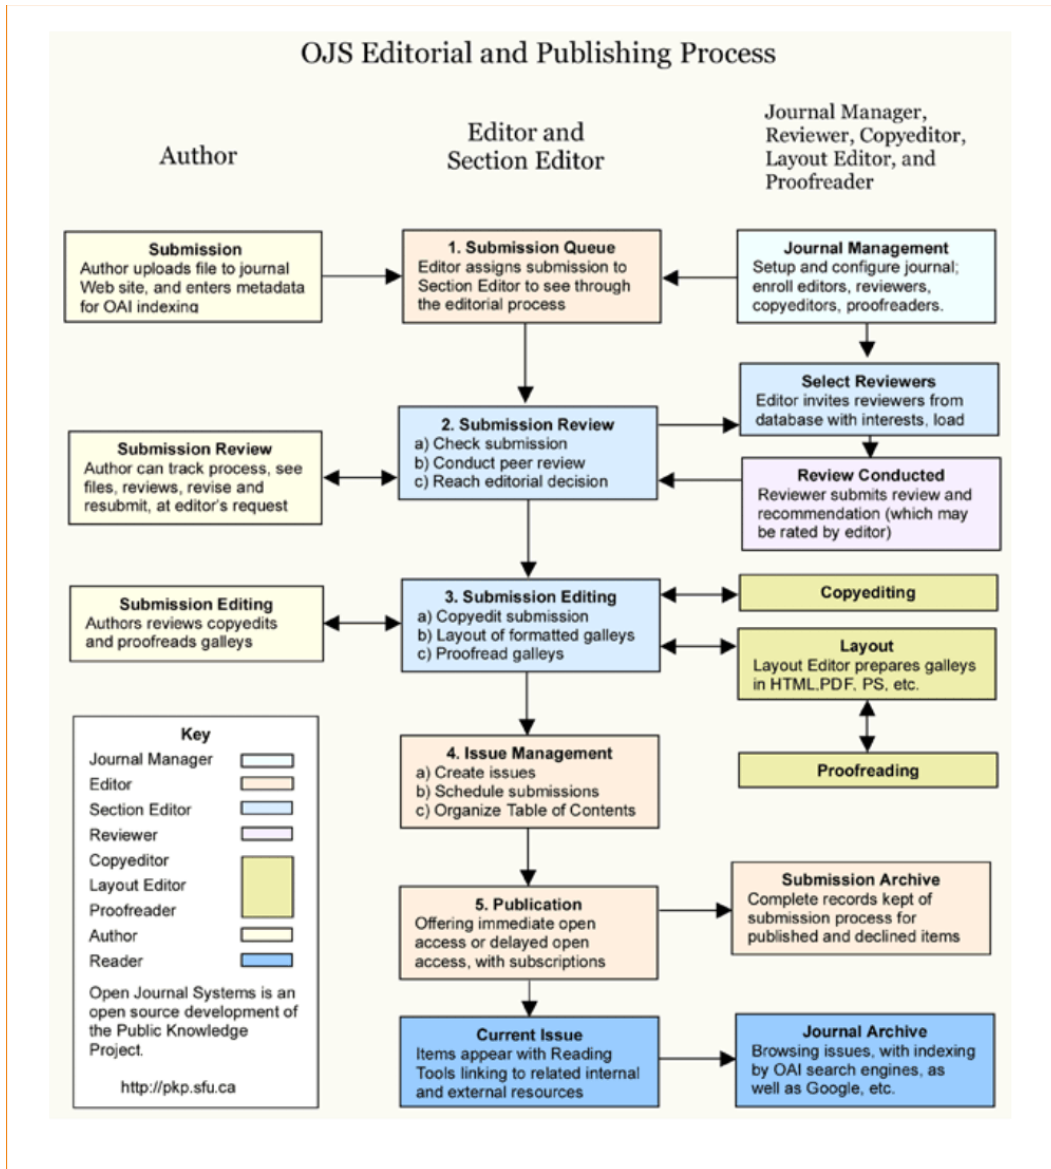 OJS Editorial and Publishing Process
Author
Editor and
Section Editor
Journal Manager,
Reviewer, Copyeditor,
Layout Editor, and
Proofreader
Submission
Author uploads file to journal
Web site, and enters metadata
for OAI indexing
1. Submission Queue
Editor assigns submission to
Section Editor to see through
the editorial process
Journal Management
Setup and configure journal;
enroll editors, reviewers,
copyeditors, proofreaders.
Select Reviewers
Editor invites reviewers from
database with interests, load
2. Submission Review
a) Check submission
b) Conduct peer review
c) Reach editorial decision
Submission Review
Author can track process, see
files, reviews, revise and
resubmit, at editor's request
Review Conducted
Reviewer submits review and
recommendation (which may
be rated by editor)
Submission Editing
Authors reviews copyedits
and proofreads galleys
3. Submission Editing
a) Copyedit submission
b) Layout of formatted galleys
c) Proofread galleys
Copyediting
Layout
Layout Editor prepares galleys
in HTML,PDF, PS, etc.
Proofreading
4. Issue Management
a) Create issues
b) Schedule submissions
c) Organize Table of Contents
Key
Journal Manager
Editor
Section Editor
Reviewer
Copyeditor
Layout Editor
Proofreader
Author
Reader
Open Journal Systems is an
open source development of
the Public Knowledge
Project.
http://pkp.sfu.ca
5. Publication
Offering immediate open
access or delayed open
access, with subscriptions
Submission Archive
Complete records kept of
submission process for
published and declined items
Current Issue
Items appear with Reading
Tools linking to related internal
and external resources
Journal Archive
Browsing issues, with indexing
by OAI search engines, as
well as Google, etc.